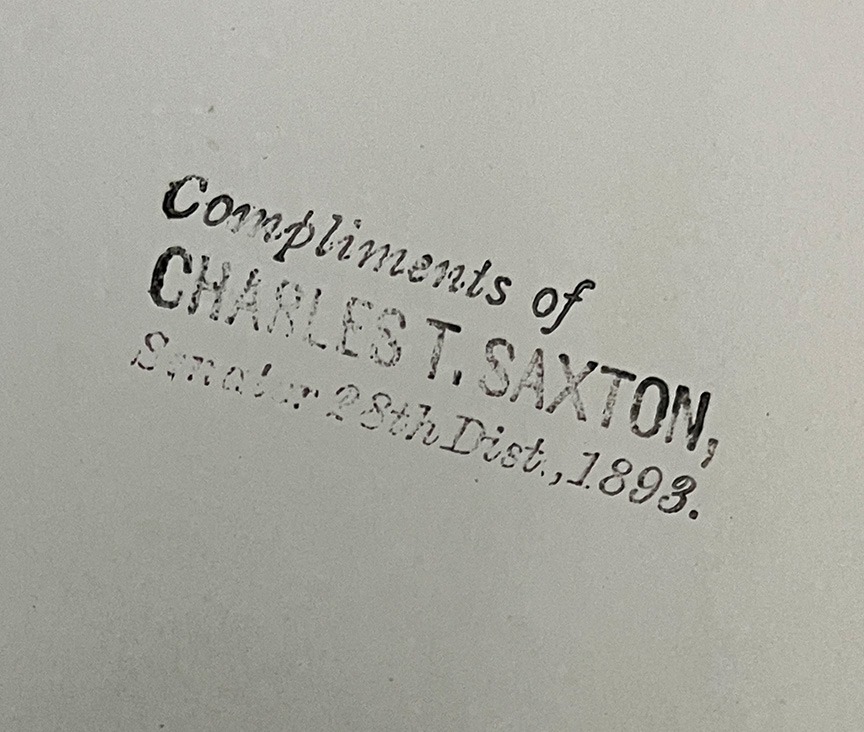 Compliments of
CHARLES T. SAXTON,
Senator 28th Dist., 1893.